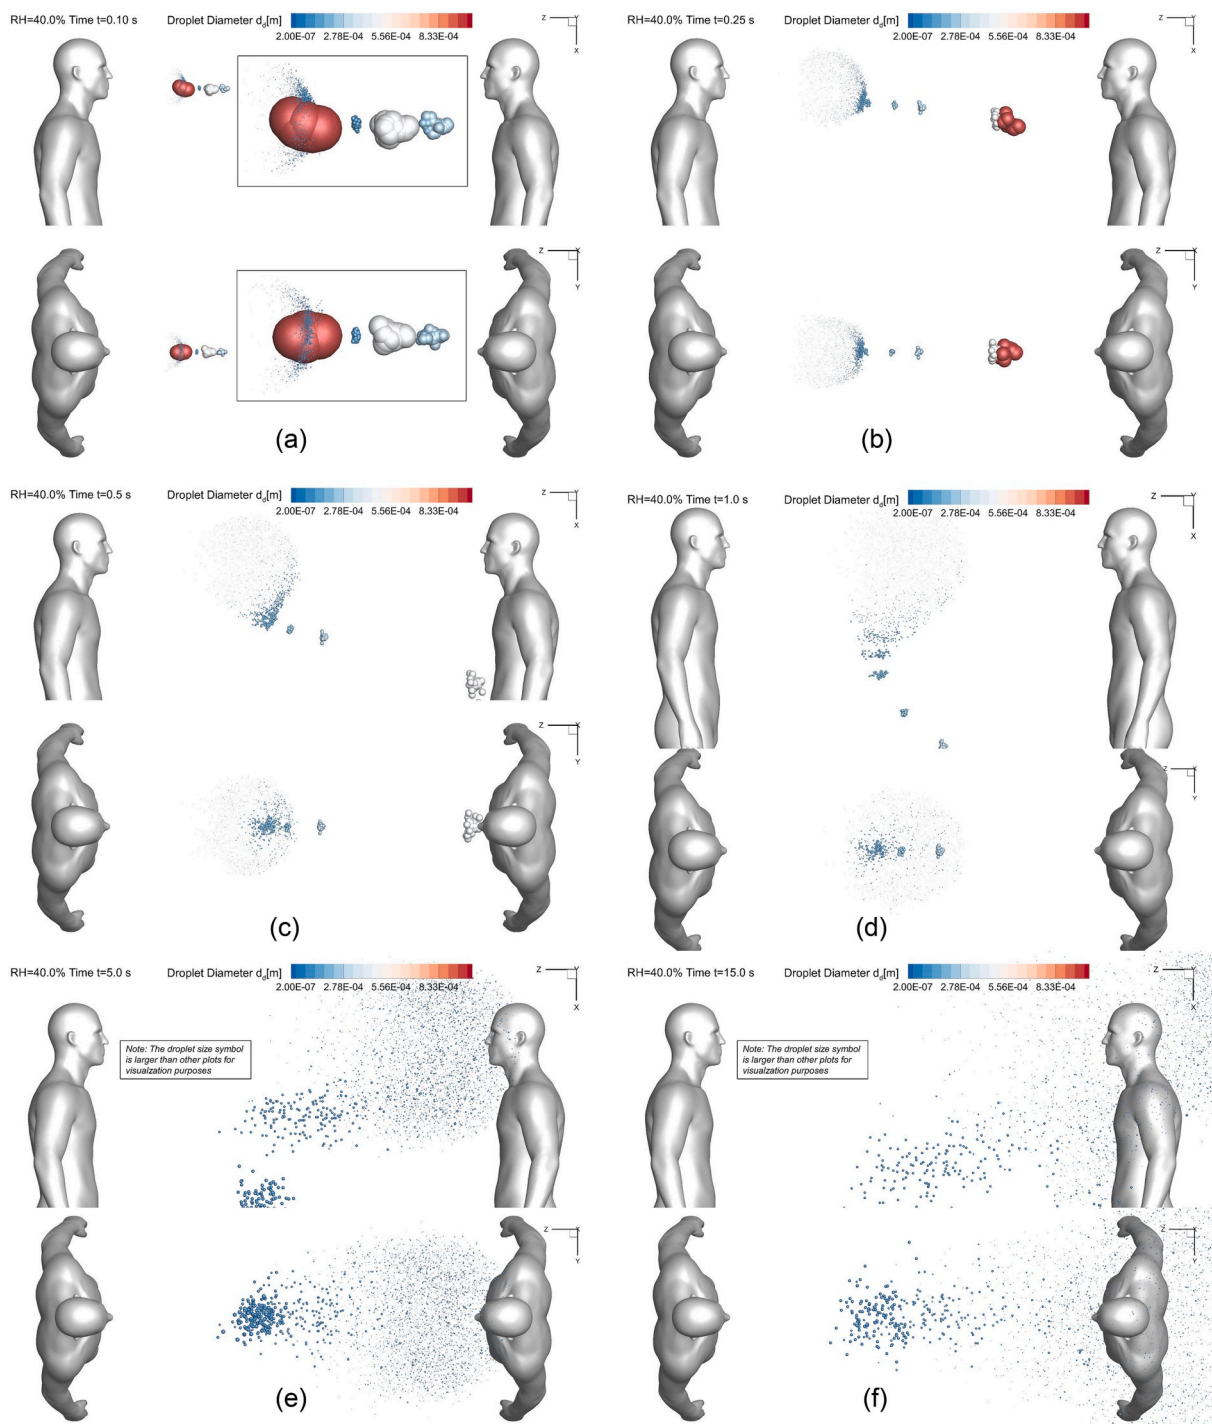 RH=40.0% Time t=0.10 s Droplet Diameter dd[m]
2.00E-07 2.78E-04 5.56E-04 8.33E-04
Z Y
X
Z X
Y
(a)
RH=40.0% Time t=0.25 s Droplet Diameter dd[m]
2.00E-07 2.78E-04 5.56E-04 8.33E-04
Z Y
X
Z X
Y
(b)
RH=40.0% Time t=0.5 s Droplet Diameter dd[m]
2.00E-07 2.78E-04 5.56E-04 8.33E-04
Z Y
X
Z X
Y
(c)
RH=40.0% Time t=1.0 s Droplet Diameter dd[m]
2.00E-07 2.78E-04 5.56E-04 8.33E-04
Z Y
X
Z X
Y
(d)
RH=40.0% Time t=5.0 s Droplet Diameter dd[m]
2.00E-07 2.78E-04 5.56E-04 8.33E-04
Z Y
X
Note: The droplet size symbol
is larger than other plots for
visualzation purposes
Z X
Y
(e)
RH=40.0% Time t=15.0 s Droplet Diameter dd[m]
2.00E-07 2.78E-04 5.56E-04 8.33E-04
Z Y
X
Note: The droplet size symbol
is larger than other plots for
visualzation purposes
Z X
Y
(f)